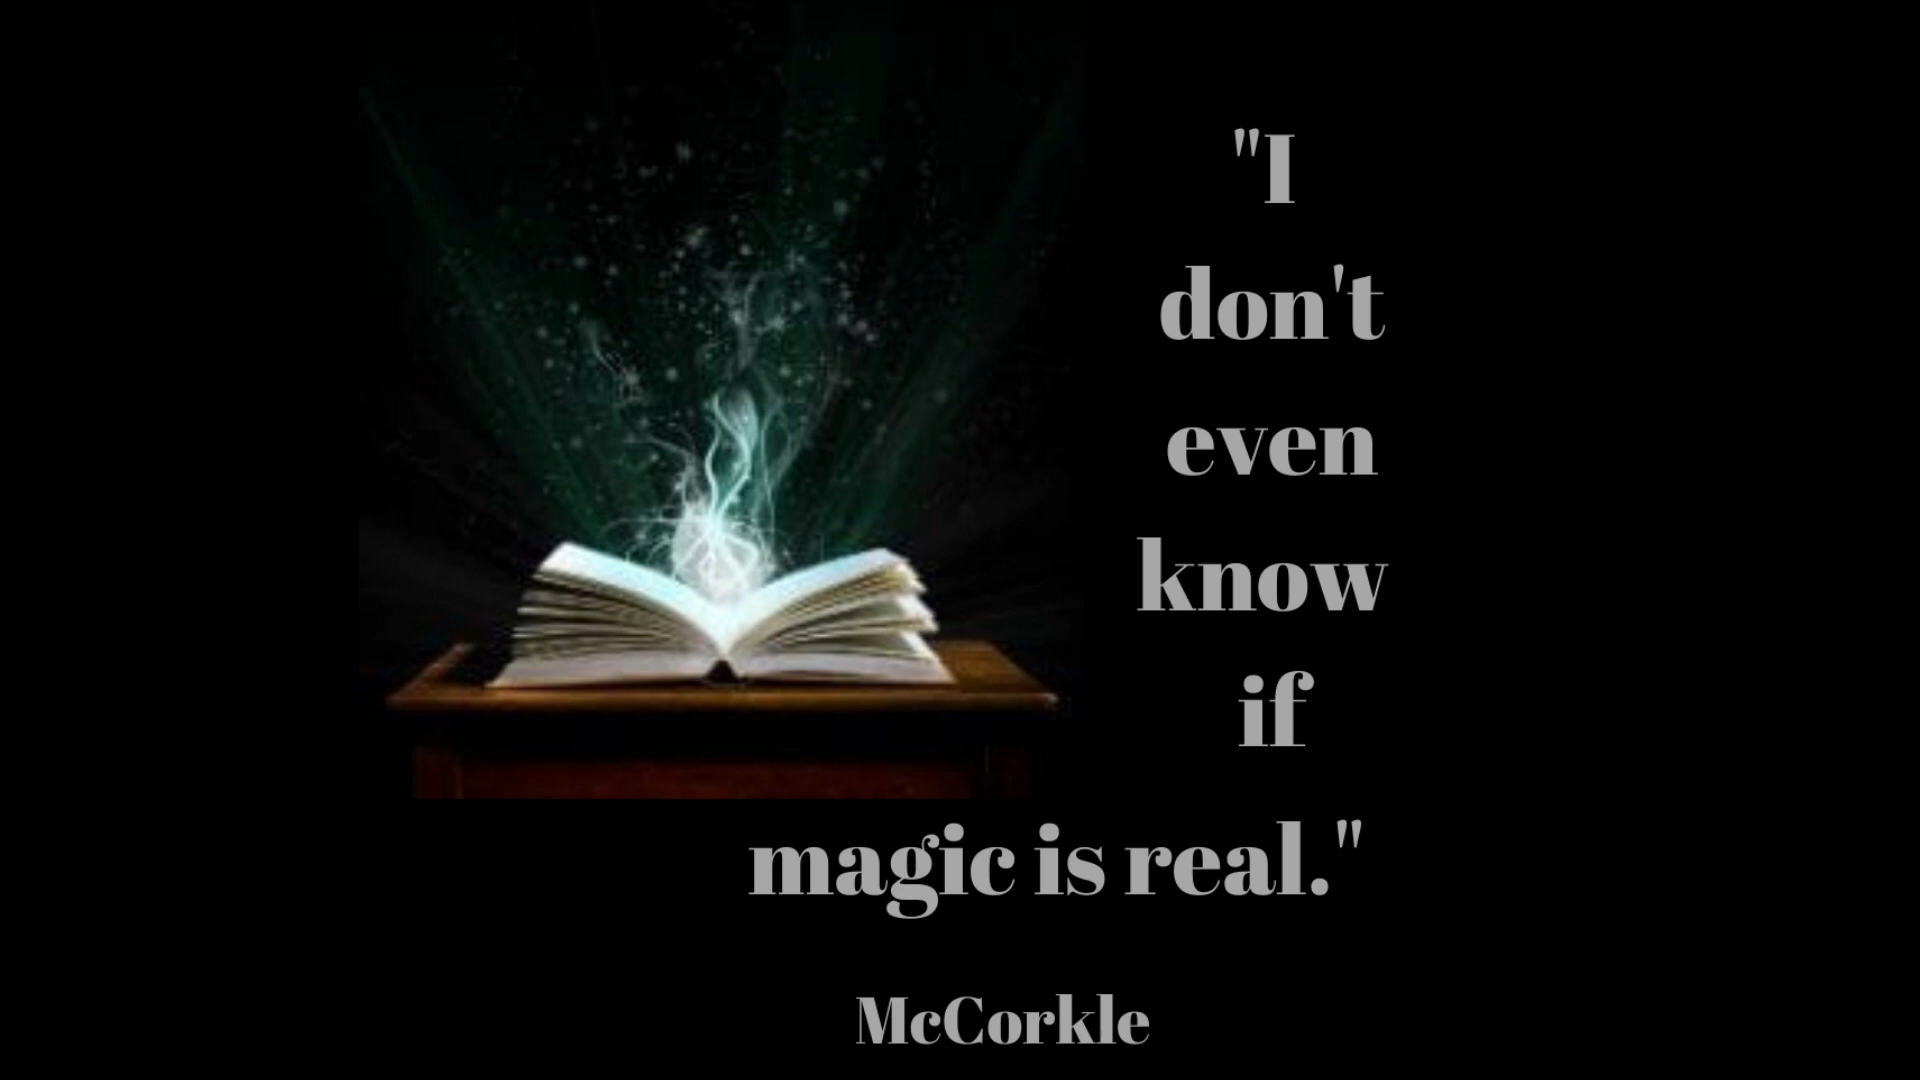 "I
don't
even
know
if
magic is real."
McCorkle